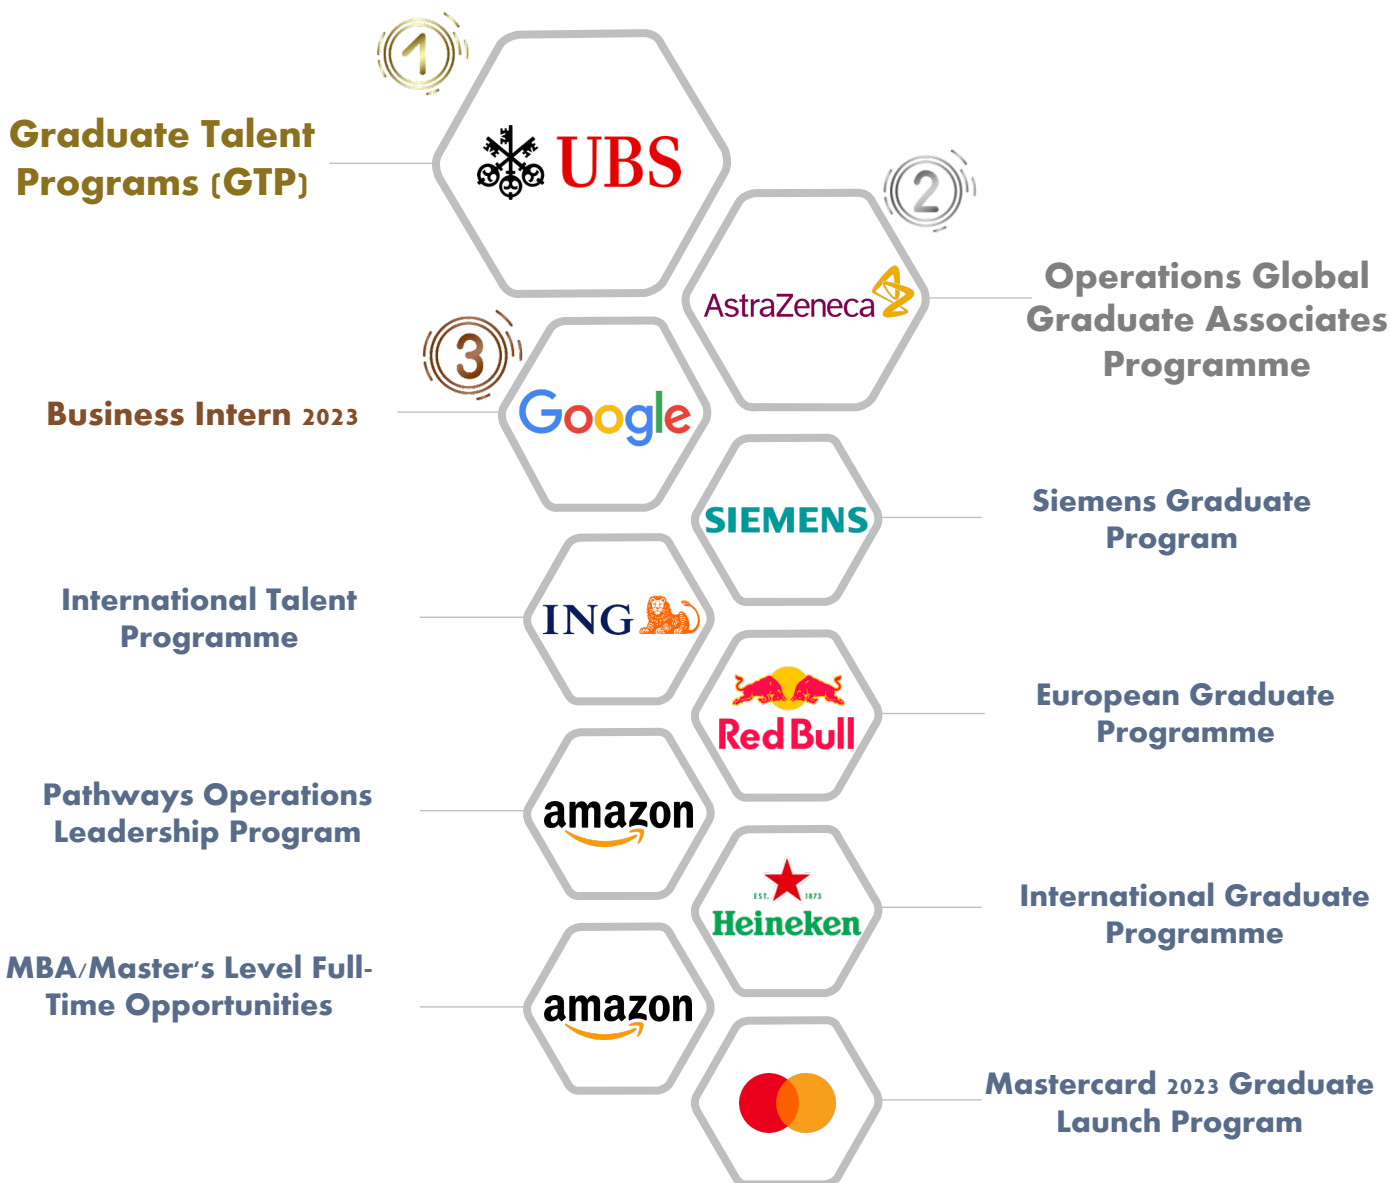 1
Graduate Talent
Programs (GTP)
UBS
2
AstraZeneca
Operations Global
Graduate Associates
Programme
3
Business Intern 2023
Google
SIEMENS
Siemens Graduate
Program
International Talent
Programme
ING
Red Bull
European Graduate
Programme
Pathways Operations
Leadership Program
amazon
EST. 1873
Heineken
International Graduate
Programme
MBA/Master's Level Full-
Time Opportunities
amazon
Mastercard 2023 Graduate
Launch Program